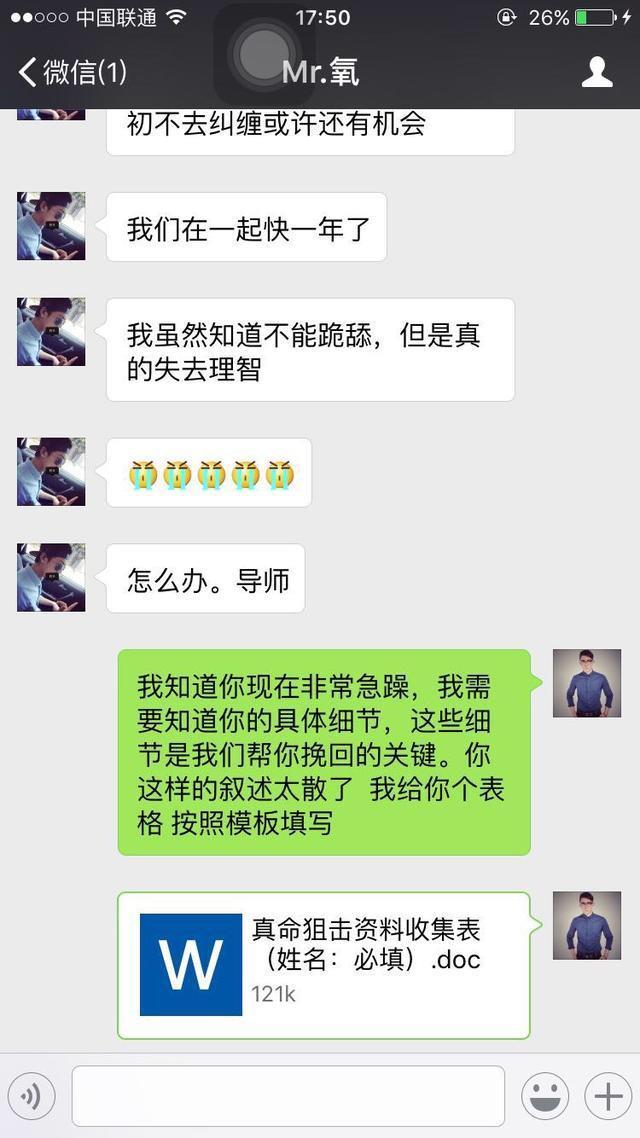 中国联通
17:50
26%
微信(1)
Mr.氧
初不去纠缠或许还有机会
我们在一起快一年了
我虽然知道不能跪舔，但是真
的失去理智
怎么办。导师
我知道你现在非常急躁，我需
要知道你的具体细节，这些细
节是我们帮你挽回的关键。你
这样的叙述太散了 我给你个表
格 按照模板填写
W
真命狙击资料收集表
（姓名：必填）.doc
121k